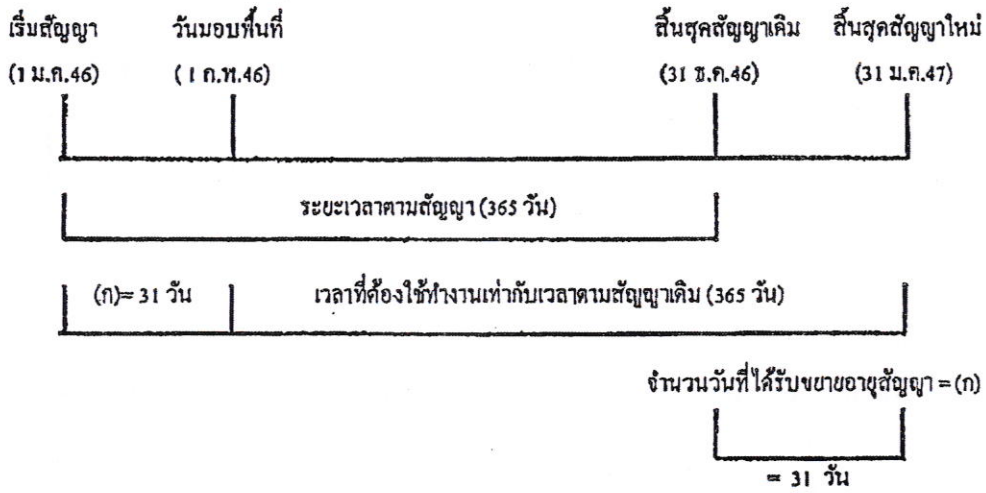 เริ่มสัญญา วันมอบพื้นที่ สิ้นสุดสัญญาเดิม สิ้นสุดสัญญาใหม่
(1 ม.ค.46) (1 ก.พ.46) (31 ธ.ค.46) (31 ม.ค.47)
ระยะเวลาตามสัญญา (365 วัน)
(ก)= 31 วัน เวลาที่ต้องใช้ทำงานเท่ากับเวลาตามสัญญาเดิม (365 วัน)
จำนวนวันที่ได้รับขยายอายุสัญญา = (ก)
= 31 วัน